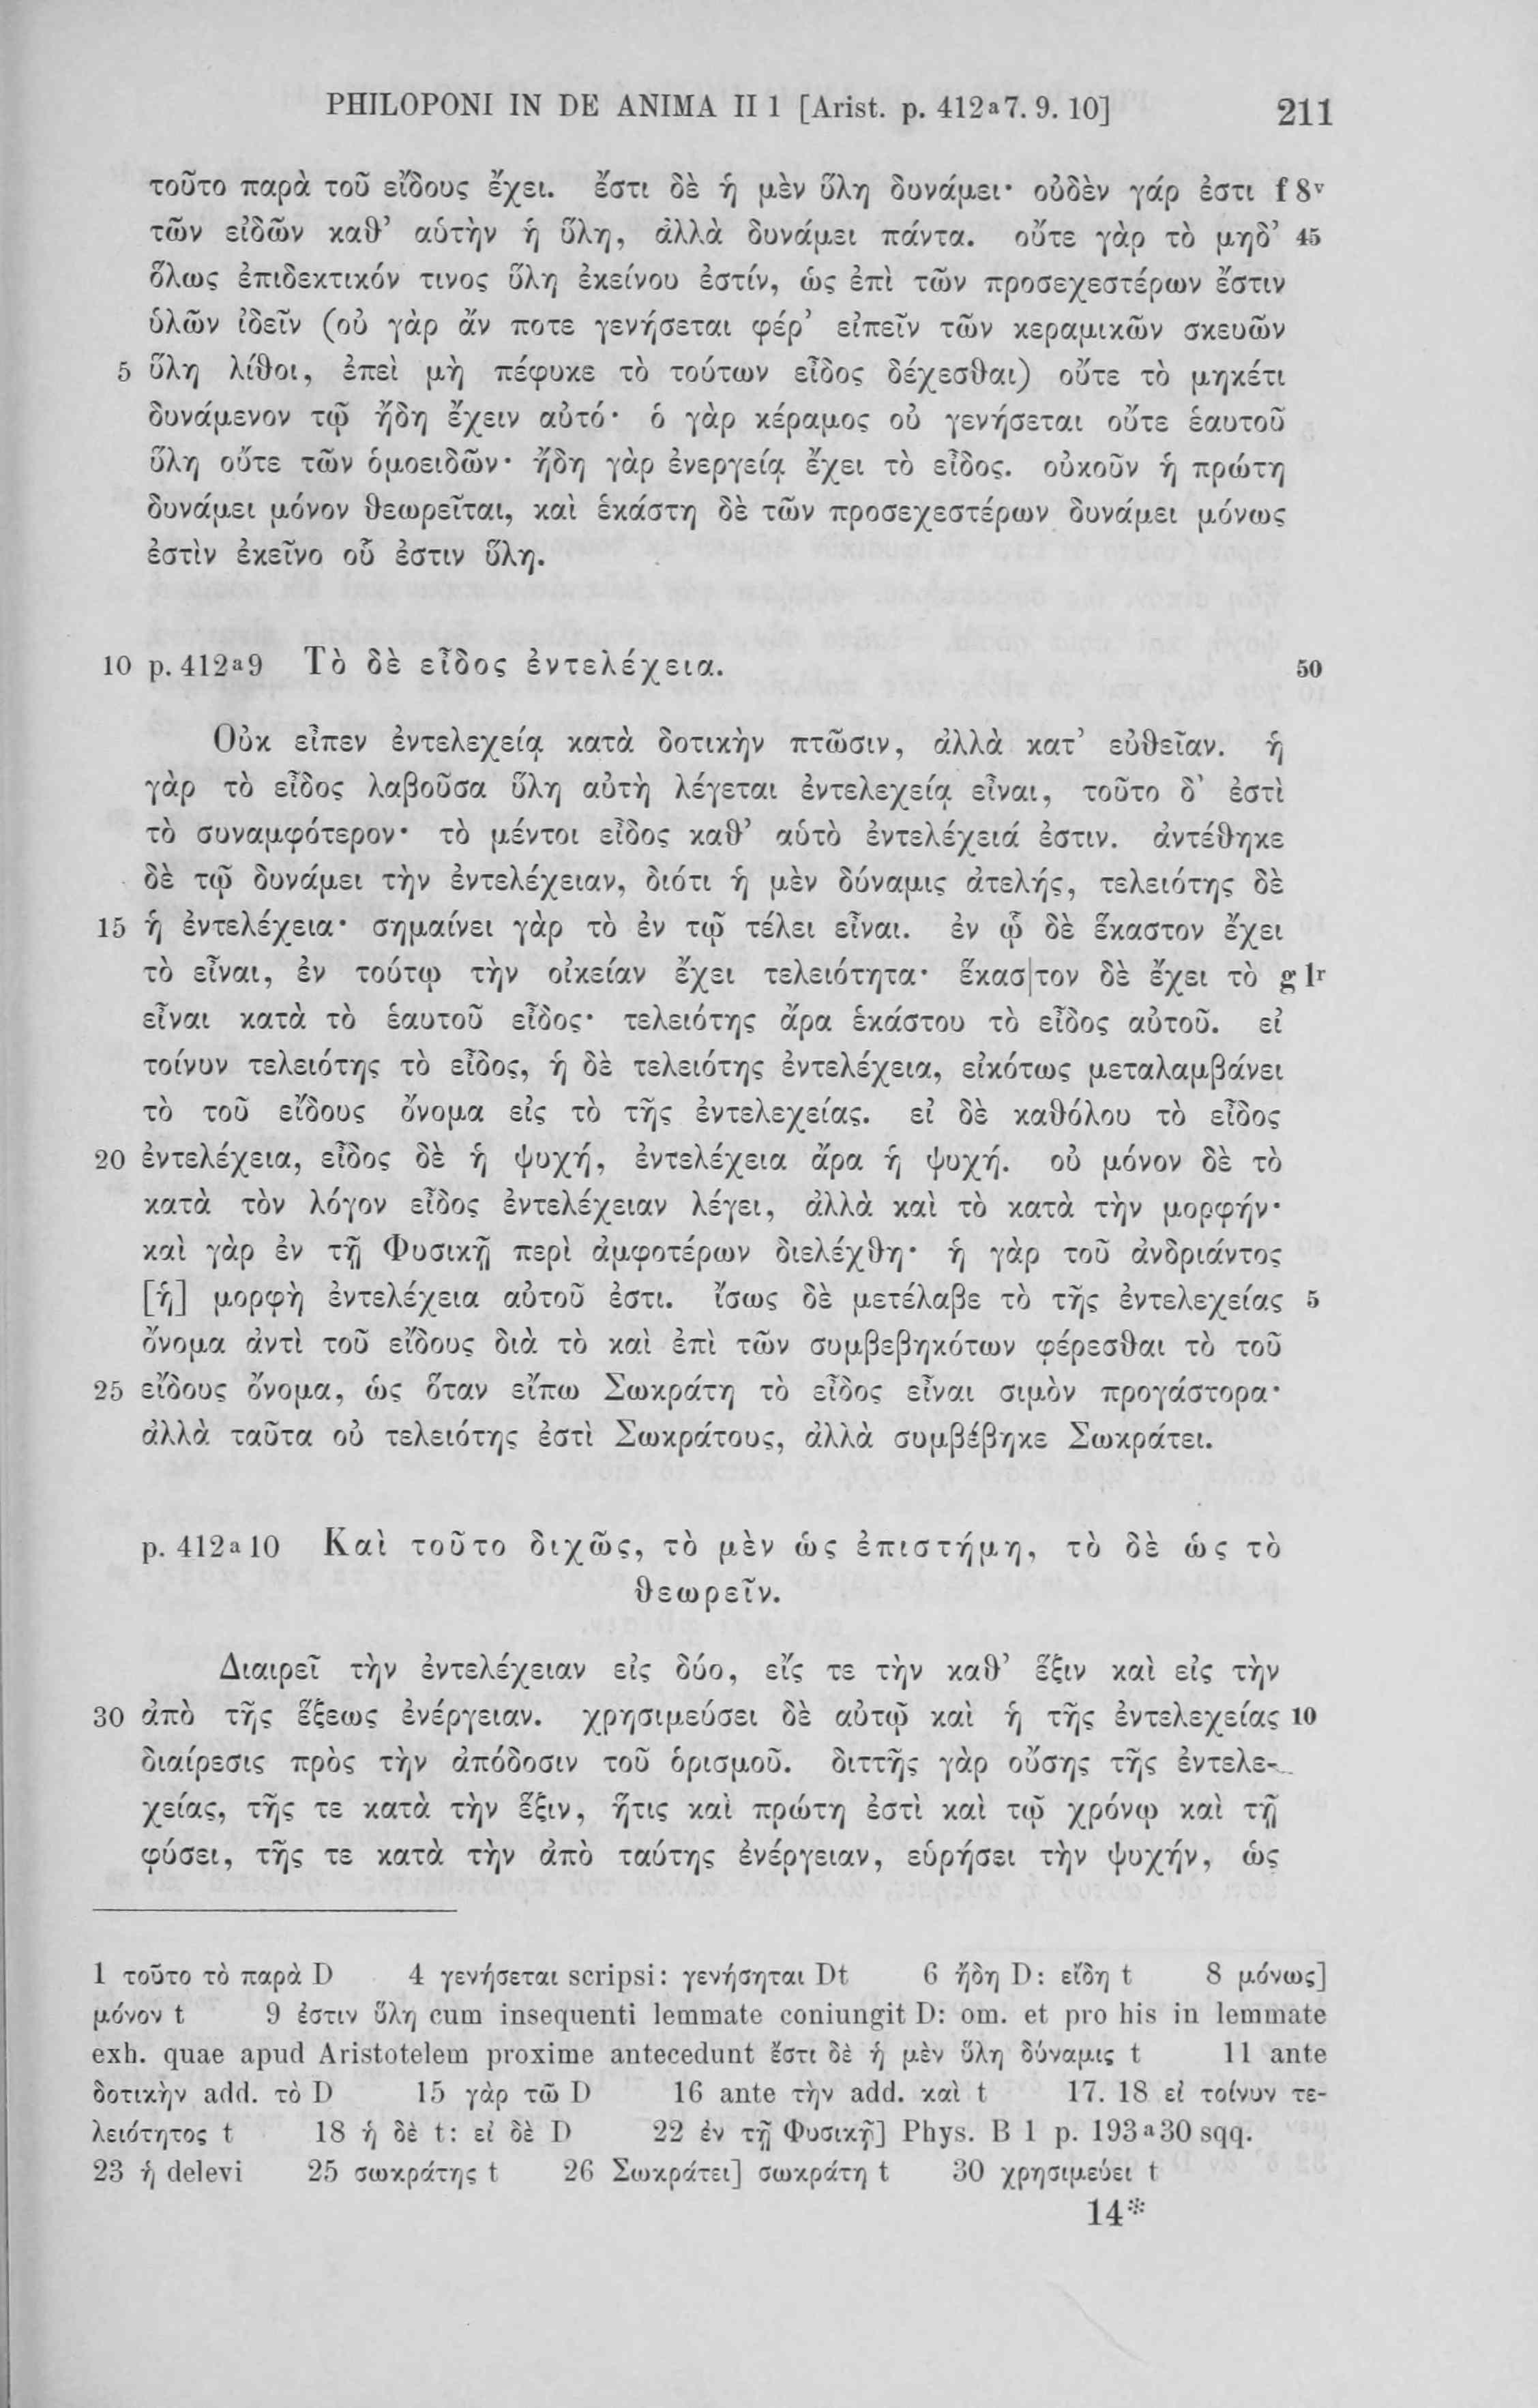 PHILOPONI IN DE ANIMA II 1 [Arist. p. 412ᵃ7. 9. 10] 211
τοῦτο παρὰ τοῦ εἴδους ἔχει. ἔστι δὲ ἡ μὲν ὕλη δυνάμει· οὐδὲν γάρ ἐστι f 8ᵛ
τῶν εἰδῶν καθ’ αὑτὴν ἡ ὕλη, ἀλλὰ δυνάμει πάντα. οὔτε γὰρ τὸ μηδ’ 45
ὅλως ἐπιδεκτικόν τινος ὕλη ἐκείνου ἐστίν, ὡς ἐπὶ τῶν προσεχεστέρων ἔστιν
ὑλῶν ἰδεῖν (οὐ γὰρ ἄν ποτε γενήσεται φέρ’ εἰπεῖν τῶν κεραμικῶν σκευῶν
5 ὕλη λίθοι, ἐπεὶ μὴ πέφυκε τὸ τούτων εἶδος δέχεσθαι) οὔτε τὸ μηκέτι
δυνάμενον τῷ ἤδη ἔχειν αὐτό· ὁ γὰρ κέραμος οὐ γενήσεται οὔτε ἑαυτοῦ
ὕλη οὔτε τῶν ὁμοειδῶν· ἤδη γὰρ ἐνεργείᾳ ἔχει τὸ εἶδος. οὐκοῦν ἡ πρώτη
δυνάμει μόνον θεωρεῖται, καὶ ἑκάστη δὲ τῶν προσεχεστέρων δυνάμει μόνως
ἐστὶν ἐκεῖνο οὗ ἐστιν ὕλη.
10 p. 412ᵃ9 Τὸ δὲ εἶδος ἐντελέχεια. 50
Οὐκ εἶπεν ἐντελεχείᾳ κατὰ δοτικὴν πτῶσιν, ἀλλὰ κατ’ εὐθεῖαν. ἡ
γὰρ τὸ εἶδος λαβοῦσα ὕλη αὐτὴ λέγεται ἐντελεχείᾳ εἶναι, τοῦτο δ’ ἐστὶ
τὸ συναμφότερον· τὸ μέντοι εἶδος καθ’ αὑτὸ ἐντελέχειά ἐστιν. ἀντέθηκε
δὲ τῷ δυνάμει τὴν ἐντελέχειαν, διότι ἡ μὲν δύναμις ἀτελής, τελειότης δὲ
15 ἡ ἐντελέχεια· σημαίνει γὰρ τὸ ἐν τῷ τέλει εἶναι. ἐν ᾧ δὲ ἕκαστον ἔχει
τὸ εἶναι, ἐν τούτῳ τὴν οἰκείαν ἔχει τελειότητα· ἕκασ|τον δὲ ἔχει τὸ g 1ʳ
εἶναι κατὰ τὸ ἑαυτοῦ εἶδος· τελειότης ἄρα ἑκάστου τὸ εἶδος αὐτοῦ. εἰ
τοίνυν τελειότης τὸ εἶδος, ἡ δὲ τελειότης ἐντελέχεια, εἰκότως μεταλαμβάνει
τὸ τοῦ εἴδους ὄνομα εἰς τὸ τῆς ἐντελεχείας. εἰ δὲ καθόλου τὸ εἶδος
20 ἐντελέχεια, εἶδος δὲ ἡ ψυχή, ἐντελέχεια ἄρα ἡ ψυχή. οὐ μόνον δὲ τὸ
κατὰ τὸν λόγον εἶδος ἐντελέχειαν λέγει, ἀλλὰ καὶ τὸ κατὰ τὴν μορφήν·
καὶ γὰρ ἐν τῇ Φυσικῇ περὶ ἀμφοτέρων διελέχθη· ἡ γὰρ τοῦ ἀνδριάντος
[ἡ] μορφὴ ἐντελέχεια αὐτοῦ ἐστι. ἴσως δὲ μετέλαβε τὸ τῆς ἐντελεχείας 5
ὄνομα ἀντὶ τοῦ εἴδους διὰ τὸ καὶ ἐπὶ τῶν συμβεβηκότων φέρεσθαι τὸ τοῦ
25 εἴδους ὄνομα, ὡς ὅταν εἴπω Σωκράτη τὸ εἶδος εἶναι σιμὸν προγάστορα·
ἀλλὰ ταῦτα οὐ τελειότης ἐστὶ Σωκράτους, ἀλλὰ συμβέβηκε Σωκράτει.
p. 412ᵃ10 Καὶ τοῦτο διχῶς, τὸ μὲν ὡς ἐπιστήμη, τὸ δὲ ὡς τὸ
θεωρεῖν.
Διαιρεῖ τὴν ἐντελέχειαν εἰς δύο, εἴς τε τὴν καθ’ ἕξιν καὶ εἰς τὴν
30 ἀπὸ τῆς ἕξεως ἐνέργειαν. χρησιμεύσει δὲ αὐτῷ καὶ ἡ τῆς ἐντελεχείας 10
διαίρεσις πρὸς τὴν ἀπόδοσιν τοῦ ὁρισμοῦ. διττῆς γὰρ οὔσης τῆς ἐντελε-
χείας, τῆς τε κατὰ τὴν ἕξιν, ἥτις καὶ πρώτη ἐστὶ καὶ τῷ χρόνῳ καὶ τῇ
φύσει, τῆς τε κατὰ τὴν ἀπὸ ταύτης ἐνέργειαν, εὑρήσει τὴν ψυχήν, ὡς
1 τοῦτο τὸ παρὰ D 4 γενήσεται scripsi: γενήσηται Dt 6 ἤδη D: εἴδη t 8 μόνως]
μόνον t 9 ἐστιν ὕλη cum insequenti lemmate coniungit D: om. et pro his in lemmate
exh. quae apud Aristotelem proxime antecedunt ἔστι δὲ ἡ μὲν ὕλη δύναμις t 11 ante
δοτικὴν add. τὸ D 15 γὰρ τῶ D 16 ante τὴν add. καὶ t 17. 18 εἰ τοίνυν τε-
λειότητος t 18 ἡ δὲ t: εἰ δὲ D 22 ἐν τῇ Φυσικῇ] Phys. B 1 p. 193ᵃ30 sqq.
23 ἡ delevi 25 σωκράτης t 26 Σωκράτει] σωκράτη t 30 χρησιμεύει t
14*